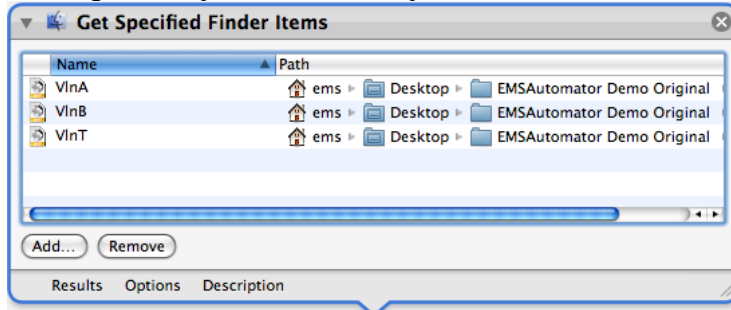 Get Specified Finder Items
Name Path
VlnA ems Desktop EMSAutomator Demo Original
VlnB ems Desktop EMSAutomator Demo Original
VlnT ems Desktop EMSAutomator Demo Original
Add... Remove
Results Options Description